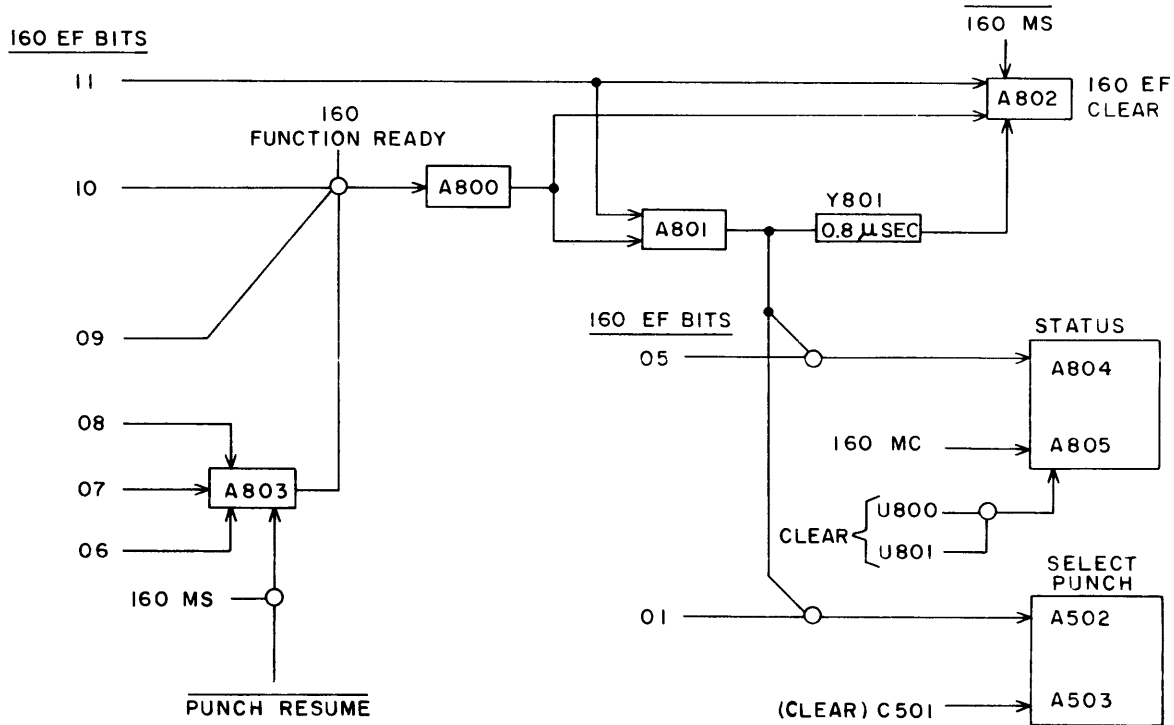 160 MS
160 EF BITS
11
A802
160 EF
CLEAR
160
FUNCTION READY
10
A800
Y801
A801
0.8 μSEC
09
160 EF BITS
STATUS
05
A804
08
160 MC
A805
07
A803
U800
CLEAR
06
U801
SELECT
PUNCH
160 MS
01
A502
PUNCH RESUME
(CLEAR) C501
A503